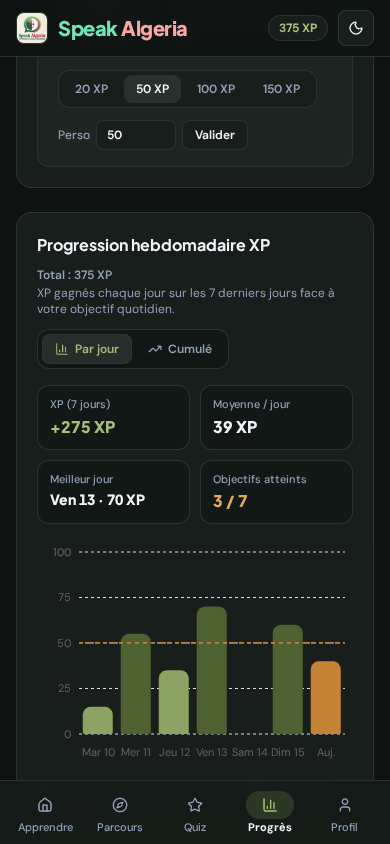 Speak Algeria
375 XP
20 XP 50 XP 100 XP 150 XP
Perso 50 Valider
Progression hebdomadaire XP
Total : 375 XP
XP gagnés chaque jour sur les 7 derniers jours face à
votre objectif quotidien.
Par jour Cumulé
XP (7 jours)
+275 XP
Moyenne / jour
39 XP
Meilleur jour
Ven 13 · 70 XP
Objectifs atteints
3 / 7
100
75
50
25
0
Mar 10 Mer 11 Jeu 12 Ven 13 Sam 14 Dim 15 Auj.
Apprendre Parcours Quiz Progrès Profil